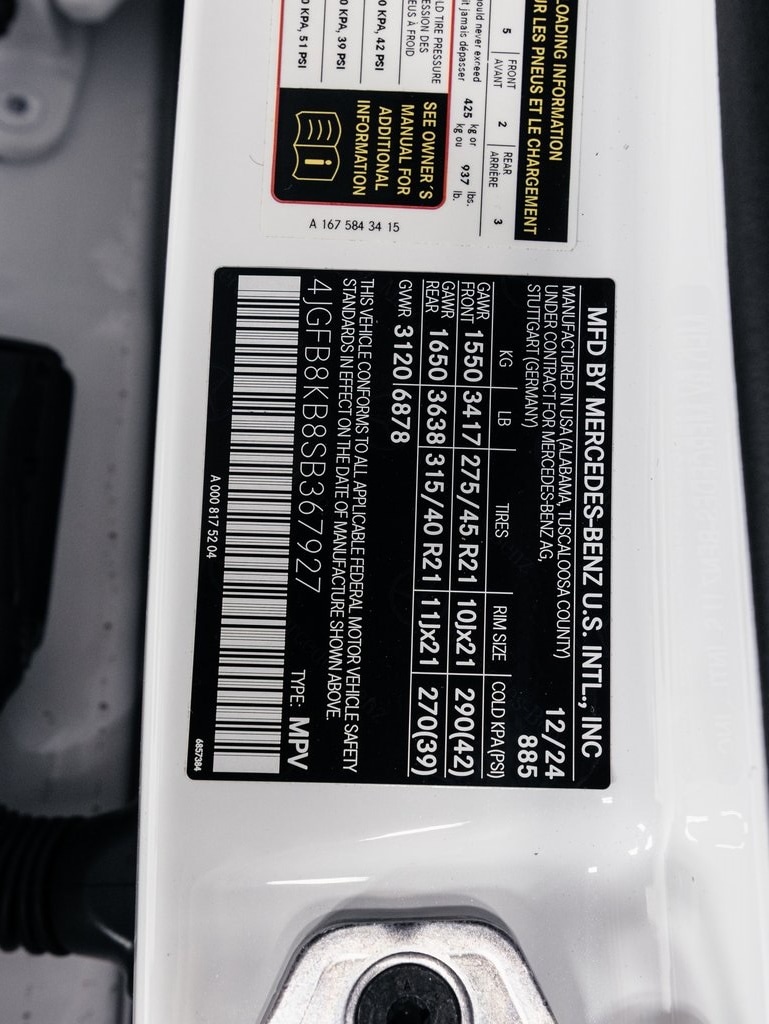 LOADING INFORMATION
UR LES PNEUS ET LE CHARGEMENT
5 FRONT AVANT 2 REAR ARRIÈRE 3
ould never exceed 425 kg or 937 lbs.
it jamais dépasser kg ou lb.
LD TIRE PRESSURE
ESSION DES
EUS À FROID
0 KPA, 42 PSI
0 KPA, 39 PSI
0 KPA, 51 PSI
SEE OWNER´S
MANUAL FOR
ADDITIONAL
INFORMATION
A 167 584 34 15
MFD BY MERCEDES-BENZ U.S. INTL., INC
MANUFACTURED IN USA (ALABAMA, TUSCALOOSA COUNTY) 12/24
UNDER CONTRACT FOR MERCEDES-BENZ AG, 885
STUTTGART (GERMANY)
KG LB TIRES RIM SIZE COLD KPA (PSI)
GAWR FRONT 1550 3417 275/45 R21 10Jx21 290(42)
GAWR REAR 1650 3638 315/40 R21 11Jx21 270(39)
GVWR 3120 6878
THIS VEHICLE CONFORMS TO ALL APPLICABLE FEDERAL MOTOR VEHICLE SAFETY
STANDARDS IN EFFECT ON THE DATE OF MANUFACTURE SHOWN ABOVE.
4JGFB8KB8SB367927 TYPE: MPV
A 000 817 52 04
6857384